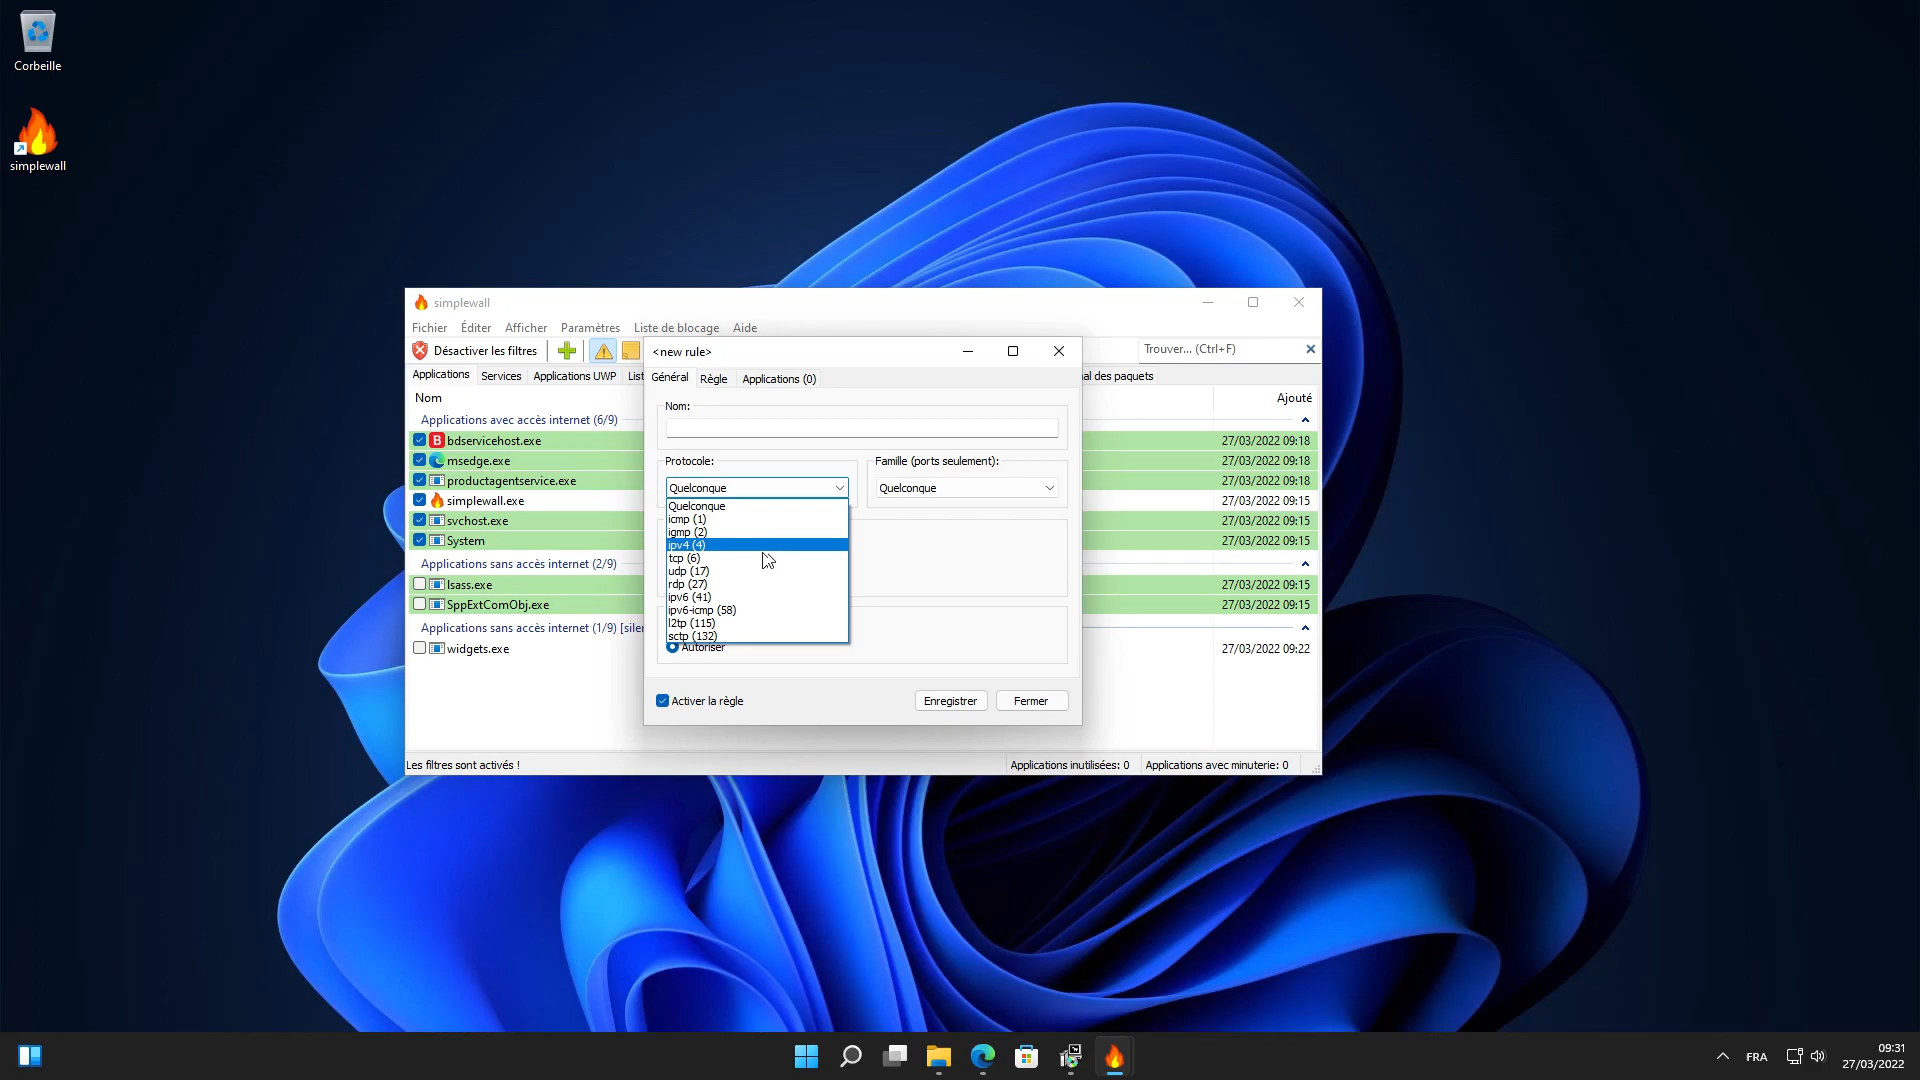 Corbeille
simplewall
simplewall
Fichier Éditer Afficher Paramètres Liste de blocage Aide
Désactiver les filtres
Trouver... (Ctrl+F)
Applications Services Applications UWP List
al des paquets
Nom Ajouté
Applications avec accès internet (6/9)
bdservicehost.exe 27/03/2022 09:18
msedge.exe 27/03/2022 09:18
productagentservice.exe 27/03/2022 09:18
simplewall.exe 27/03/2022 09:15
svchost.exe 27/03/2022 09:15
System 27/03/2022 09:15
Applications sans accès internet (2/9)
lsass.exe 27/03/2022 09:15
SppExtComObj.exe 27/03/2022 09:15
Applications sans accès internet (1/9) [siler
widgets.exe 27/03/2022 09:22
Les filtres sont activés !
Applications inutilisées: 0 Applications avec minuterie: 0
<new rule>
Général Règle Applications (0)
Nom:
Protocole: Famille (ports seulement):
Quelconque Quelconque
Quelconque
icmp (1)
igmp (2)
ipv4 (4)
tcp (6)
udp (17)
rdp (27)
ipv6 (41)
ipv6-icmp (58)
l2tp (115)
sctp (132)
Autoriser
Activer la règle Enregistrer Fermer
FRA
09:31
27/03/2022